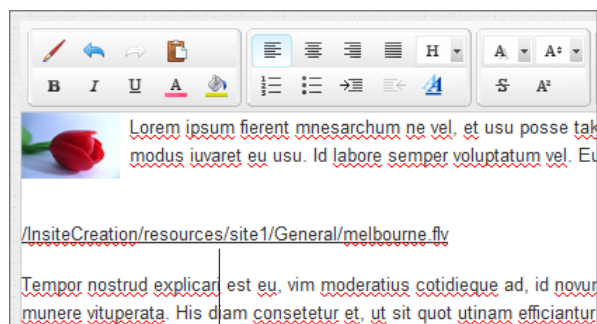 H A A
B I U A A S A²
Lorem ipsum fierent mnesarchum ne vel, et usu posse tak
modus iuvaret eu usu. Id labore semper voluptatum vel. Eu
/InsiteCreation/resources/site1/General/melbourne.flv
Tempor nostrud explicari est eu, vim moderatius cotidieque ad, id novur
munere vituperata. His diam consetetur et, ut sit quot utinam efficiantur